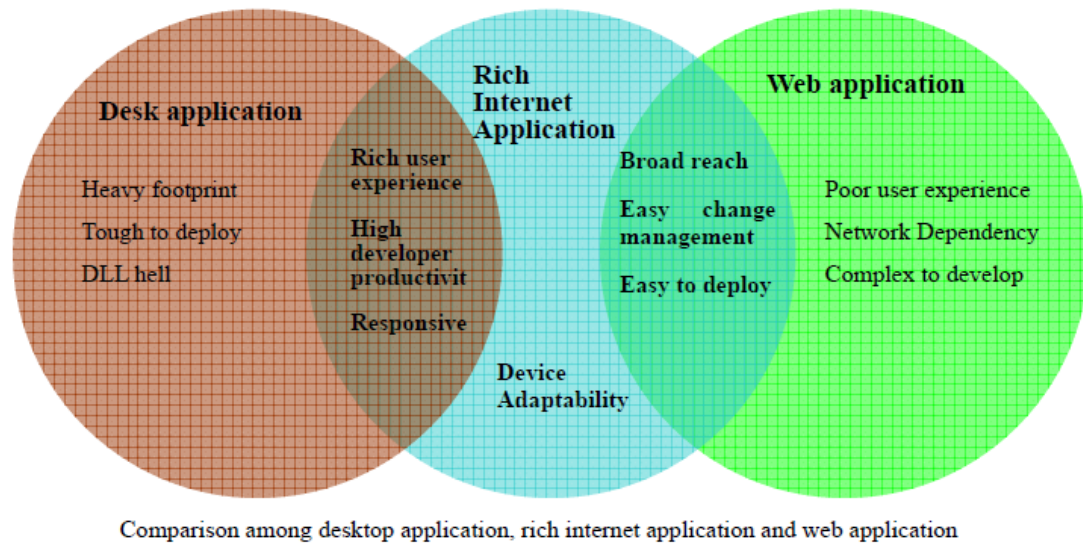 Desk application
Heavy footprint
Tough to deploy
DLL hell
Rich user
experience
High
developer
productivit
Responsive
Rich
Internet
Application
Device
Adaptability
Broad reach
Easy change
management
Easy to deploy
Web application
Poor user experience
Network Dependency
Complex to develop
Comparison among desktop application, rich internet application and web application